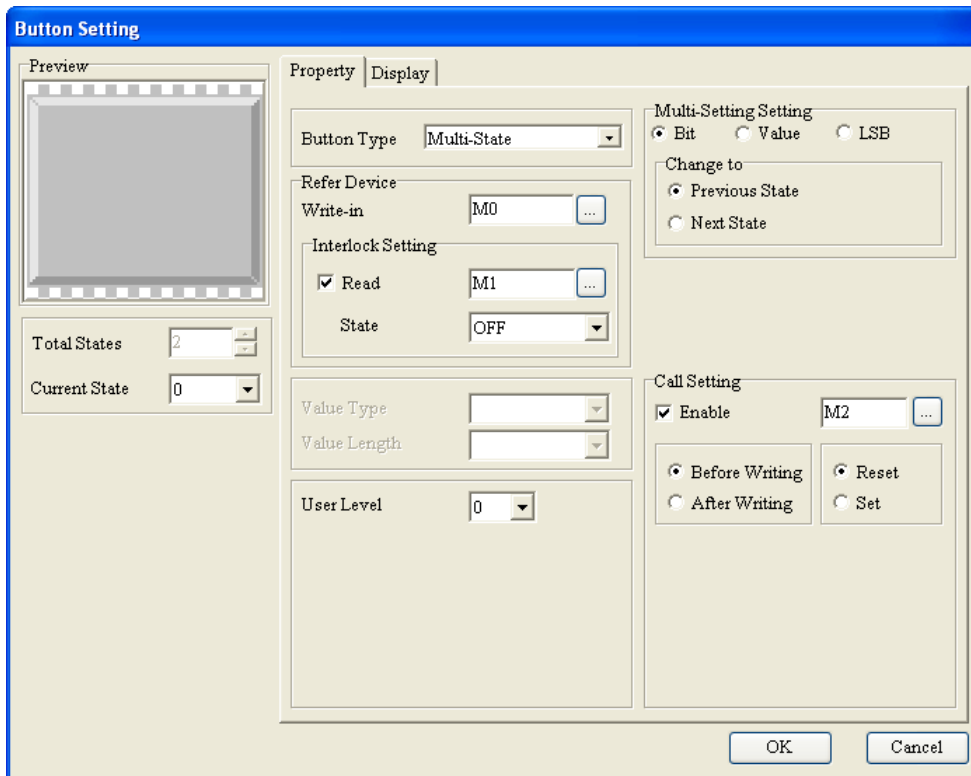 Button Setting
Preview
Total States 2
Current State 0
Property Display
Button Type Multi-State
Refer Device
Write-in M0 ...
Interlock Setting
Read M1 ...
State OFF
Value Type
Value Length
User Level 0
Multi-Setting Setting
Bit Value LSB
Change to
Previous State
Next State
Call Setting
Enable M2 ...
Before Writing Reset
After Writing Set
OK Cancel